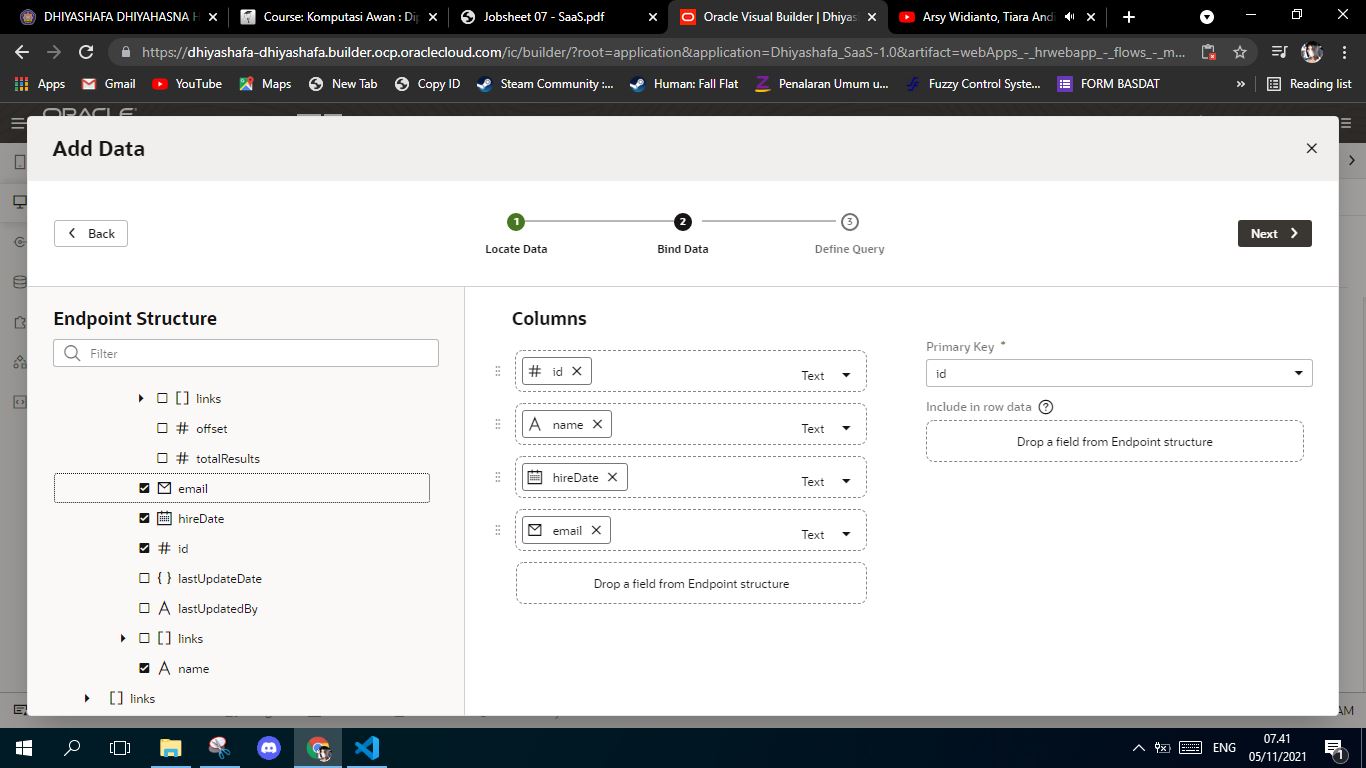 DHIYASHAFA DHIYAHASNA H
Course: Komputasi Awan : Dip
Jobsheet 07 - SaaS.pdf
Oracle Visual Builder | Dhiyash
Arsy Widianto, Tiara Andi
https://dhiyashafa-dhiyashafa.builder.ocp.oraclecloud.com/ic/builder/?root=application&application=Dhiyashafa_SaaS-1.0&artifact=webApps_-_hrwebapp_-_flows_-_m...
Apps
Gmail
YouTube
Maps
New Tab
Copy ID
Steam Community :...
Human: Fall Flat
Penalaran Umum u...
Fuzzy Control Syste...
FORM BASDAT
»
Reading list
ORACLE
Add Data
Back
1
2
3
Locate Data
Bind Data
Define Query
Next
Endpoint Structure
Filter
[ ] links
# offset
# totalResults
email
hireDate
# id
{ } lastUpdateDate
A lastUpdatedBy
[ ] links
A name
[ ] links
Columns
# id
Text
A name
Text
hireDate
Text
email
Text
Drop a field from Endpoint structure
Primary Key *
id
Include in row data ?
Drop a field from Endpoint structure
AM
ENG
07.41
05/11/2021
1